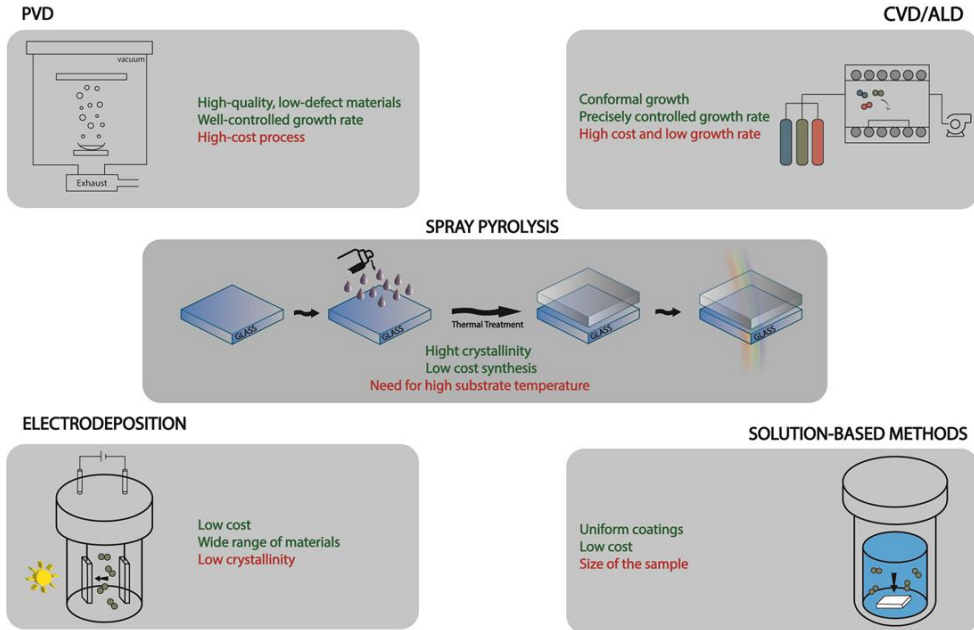 PVD
vacuum
High-quality, low-defect materials
Well-controlled growth rate
High-cost process
Exhaust
CVD/ALD
Conformal growth
Precisely controlled growth rate
High cost and low growth rate
SPRAY PYROLYSIS
GLASS
GLASS
Thermal Treatment
GLASS
GLASS
Hight crystallinity
Low cost synthesis
Need for high substrate temperature
ELECTRODEPOSITION
Low cost
Wide range of materials
Low crystallinity
SOLUTION-BASED METHODS
Uniform coatings
Low cost
Size of the sample